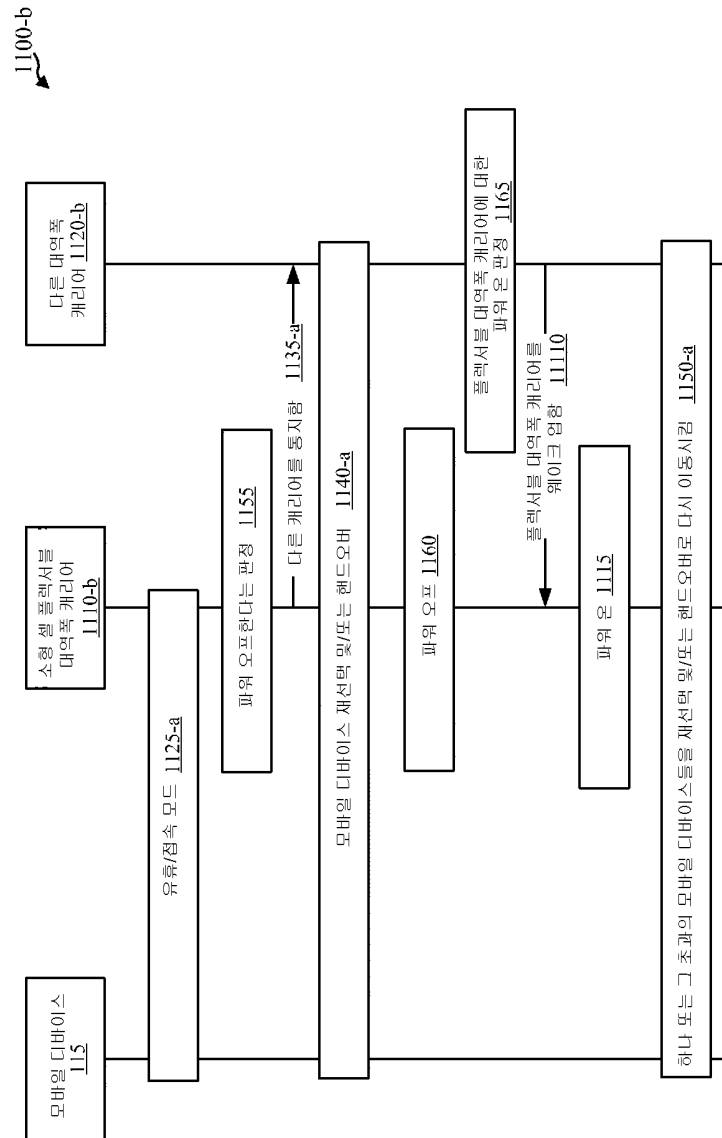 1100-b
모바일 디바이스
115
소형 셀 플렉서블
대역폭 캐리어
1110-b
다른 대역폭
캐리어 1120-b
유휴/접속 모드 1125-a
파워 오프한다는 판정 1155
다른 캐리어를 통지함 1135-a
모바일 디바이스 재선택 및/또는 핸드오버 1140-a
파워 오프 1160
플렉서블 대역폭 캐리어에 대한
파워 온 판정 1165
플렉서블 대역폭 캐리어를
웨이크 업함 11110
파워 온 1115
하나 또는 그 초과의 모바일 디바이스들을 재선택 및/또는 핸드오버로 다시 이동시킴 1150-a